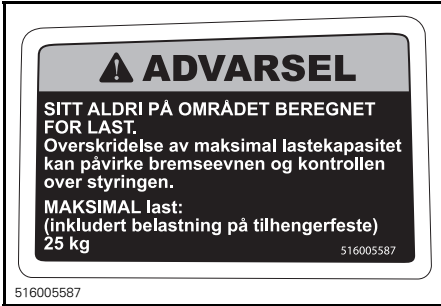 ADVARSEL
SITT ALDRI PÅ OMRÅDET BEREGNET
FOR LAST.
Overskridelse av maksimal lastekapasitet
kan påvirke bremseevnen og kontrollen
over styringen.
MAKSIMAL last:
(inkludert belastning på tilhengerfeste)
25 kg
516005587
516005587